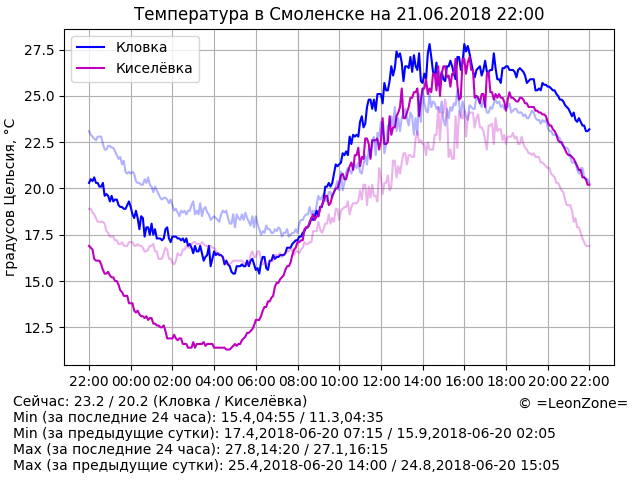 Температура в Смоленске на 21.06.2018 22:00
Кловка
Киселёвка
градусов Цельсия, °C
27.5
25.0
22.5
20.0
17.5
15.0
12.5
22:00 00:00 02:00 04:00 06:00 08:00 10:00 12:00 14:00 16:00 18:00 20:00 22:00
Сейчас: 23.2 / 20.2 (Кловка / Киселёвка)
© =LeonZone=
Min (за последние 24 часа): 15.4,04:55 / 11.3,04:35
Min (за предыдущие сутки): 17.4,2018-06-20 07:15 / 15.9,2018-06-20 02:05
Max (за последние 24 часа): 27.8,14:20 / 27.1,16:15
Max (за предыдущие сутки): 25.4,2018-06-20 14:00 / 24.8,2018-06-20 15:05